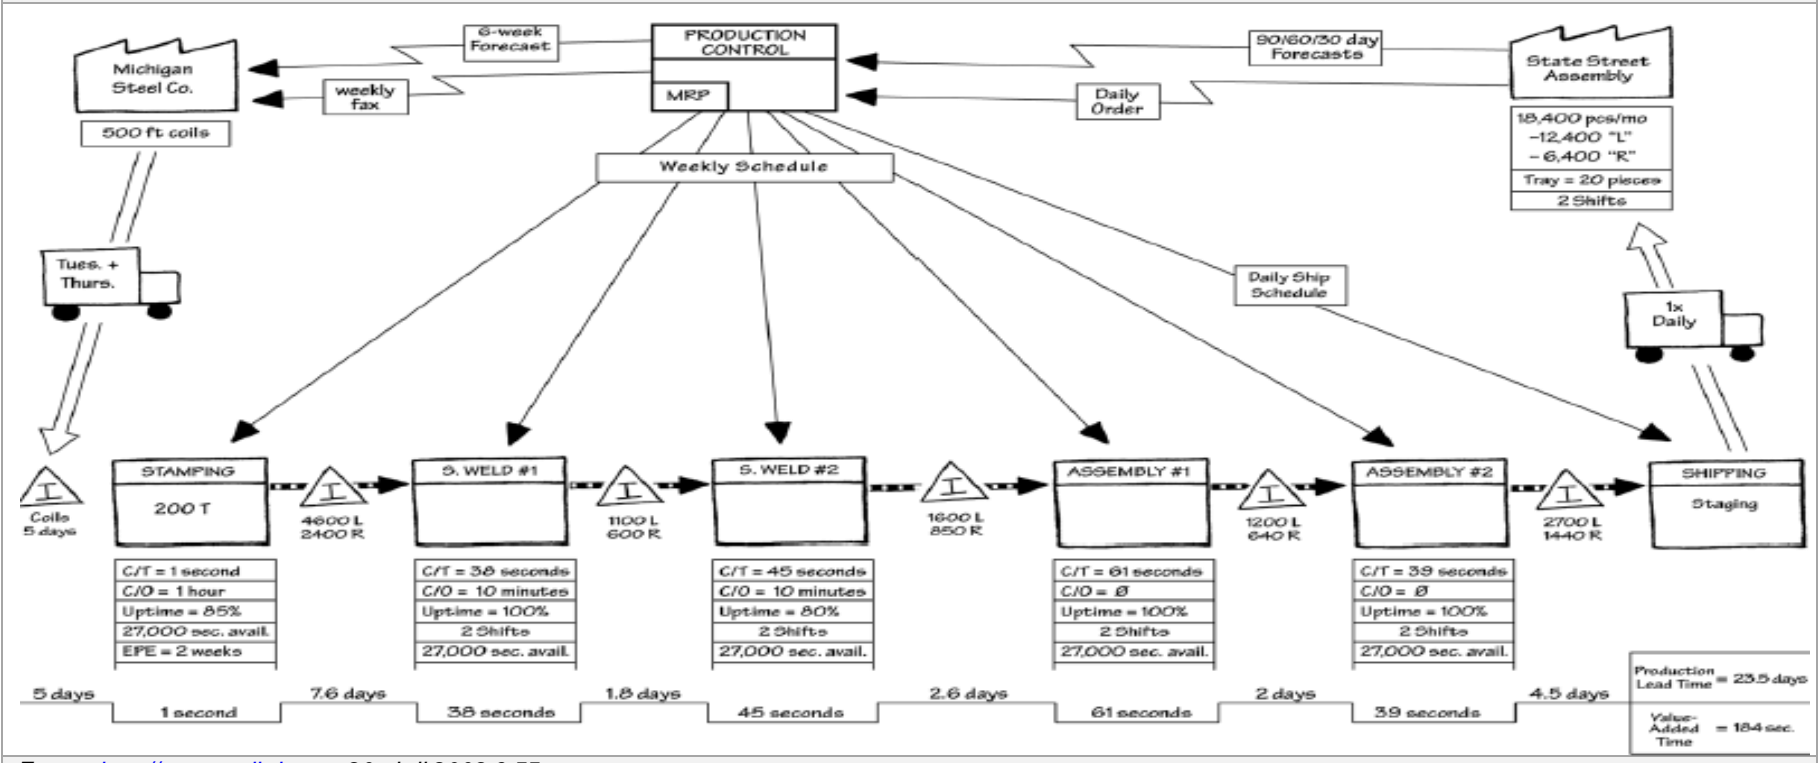 6-week
Forecast
PRODUCTION
CONTROL
MRP
90/60/30 day
Forecasts
State Street
Assembly
Michigan
Steel Co.
weekly
fax
Daily
Order
500 ft coils
18,400 pcs/mo
-12,400 "L"
- 6,400 "R"
Tray = 20 pieces
2 Shifts
Weekly Schedule
Tues. +
Thurs.
Daily Ship
Schedule
1x
Daily
I
Coils
5 days
STAMPING
200 T
I
4600 L
2400 R
S. WELD #1
I
1100 L
600 R
S. WELD #2
I
1600 L
850 R
ASSEMBLY #1
I
1200 L
640 R
ASSEMBLY #2
I
2700 L
1440 R
SHIPPING
Staging
C/T = 1 second
C/O = 1 hour
Uptime = 85%
27,000 sec. avail.
EPE = 2 weeks
C/T = 38 seconds
C/O = 10 minutes
Uptime = 100%
2 Shifts
27,000 sec. avail.
C/T = 45 seconds
C/O = 10 minutes
Uptime = 80%
2 Shifts
27,000 sec. avail.
C/T = 61 seconds
C/O = Ø
Uptime = 100%
2 Shifts
27,000 sec. avail.
C/T = 39 seconds
C/O = Ø
Uptime = 100%
2 Shifts
27,000 sec. avail.
5 days
1 second
7.6 days
38 seconds
1.8 days
45 seconds
2.6 days
61 seconds
2 days
39 seconds
4.5 days
Production
Lead Time = 23.5 days
Value-
Added
Time = 184 sec.